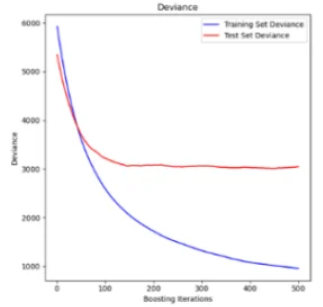 Deviance
Training Set Deviance
Test Set Deviance
6000
5000
4000
3000
2000
1000
Deviance
0
100
200
300
400
500
Boosting Iterations